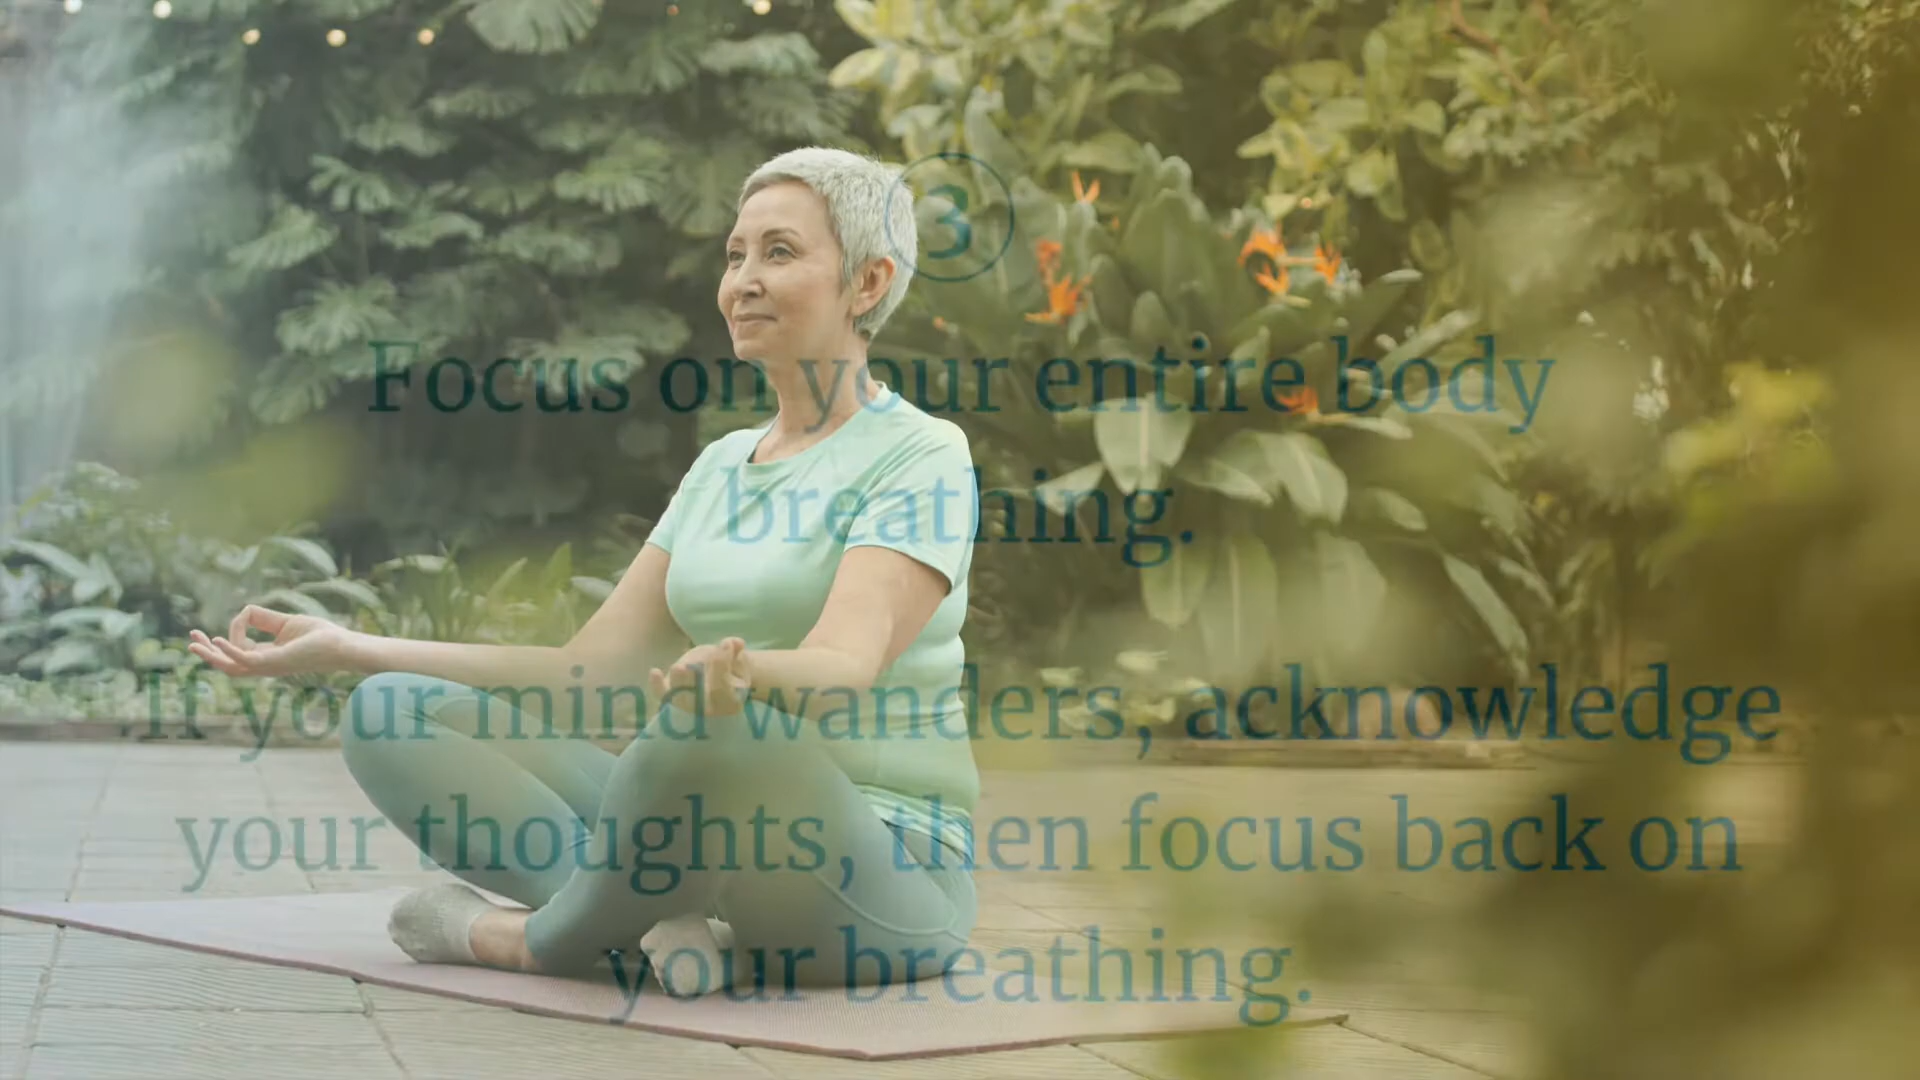 3
Focus on your entire body
breathing.
If your mind wanders, acknowledge
your thoughts, then focus back on
your breathing.